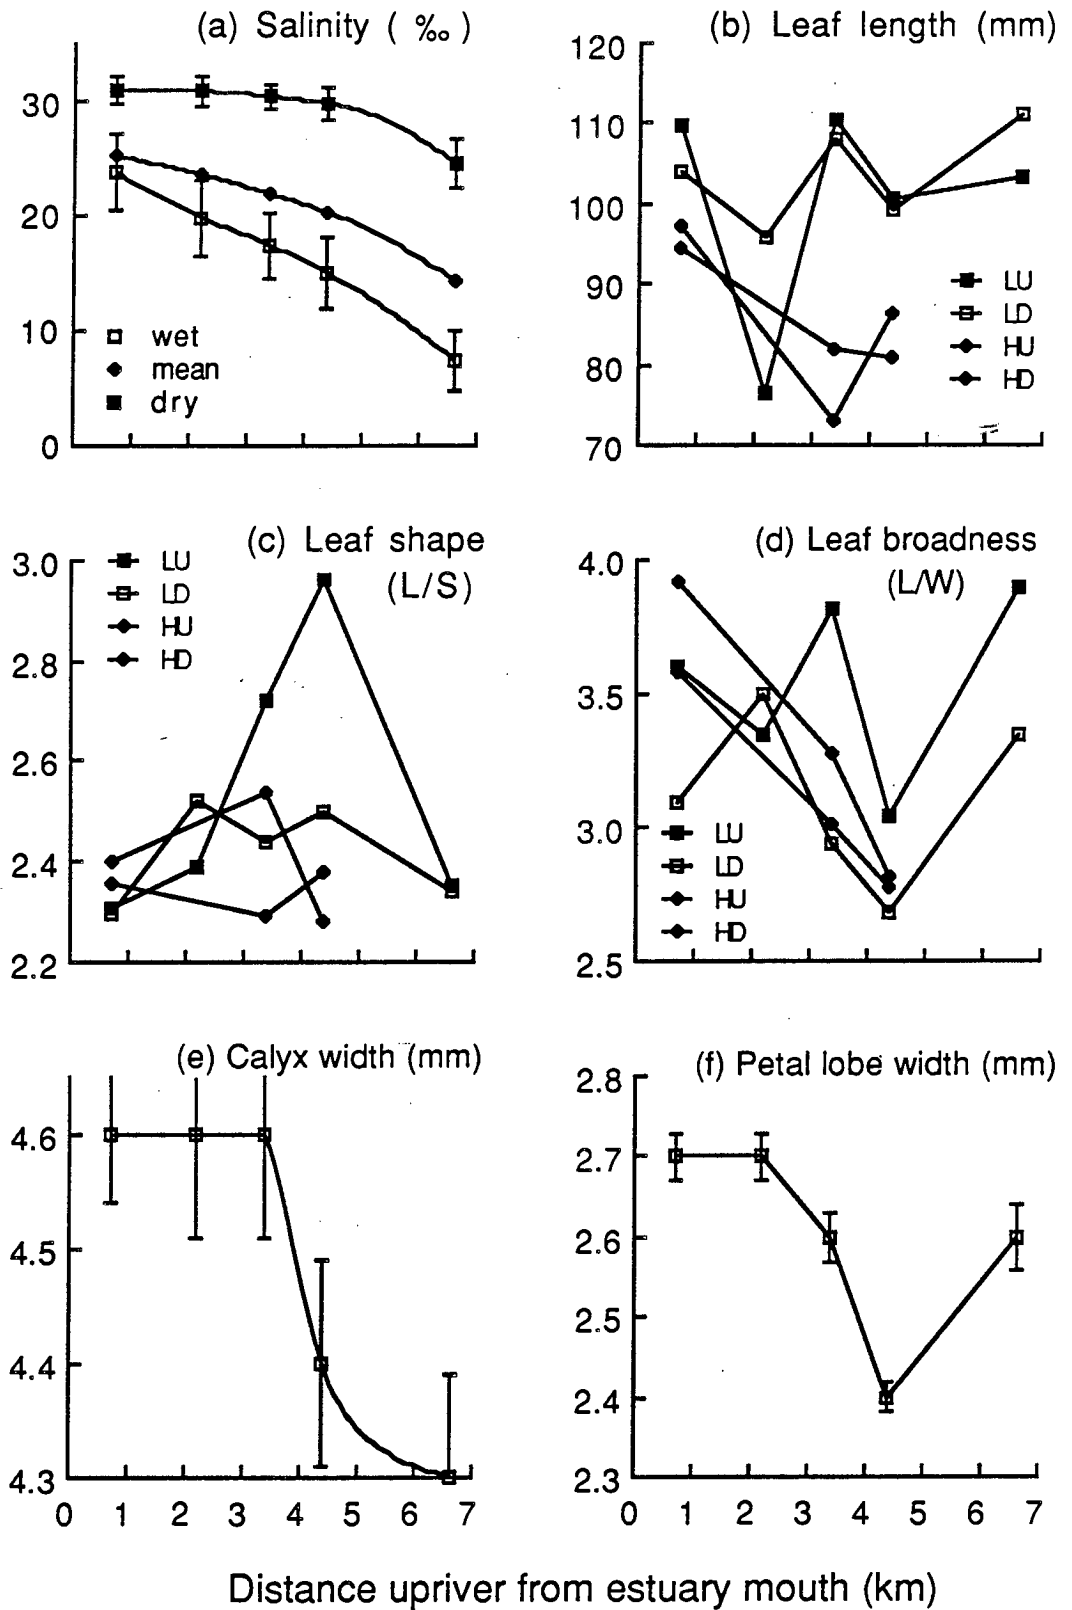 (a) Salinity ( ‰ )
30
20
10
0
wet
mean
dry
(b) Leaf length (mm)
120
110
100
90
80
70
LU
LD
HU
HD
(c) Leaf shape
(L/S)
3.0
2.8
2.6
2.4
2.2
LU
LD
HU
HD
(d) Leaf broadness
(L/W)
4.0
3.5
3.0
2.5
LU
LD
HU
HD
(e) Calyx width (mm)
4.6
4.5
4.4
4.3
0 1 2 3 4 5 6 7
(f) Petal lobe width (mm)
2.8
2.7
2.6
2.5
2.4
2.3
0 1 2 3 4 5 6 7
Distance upriver from estuary mouth (km)